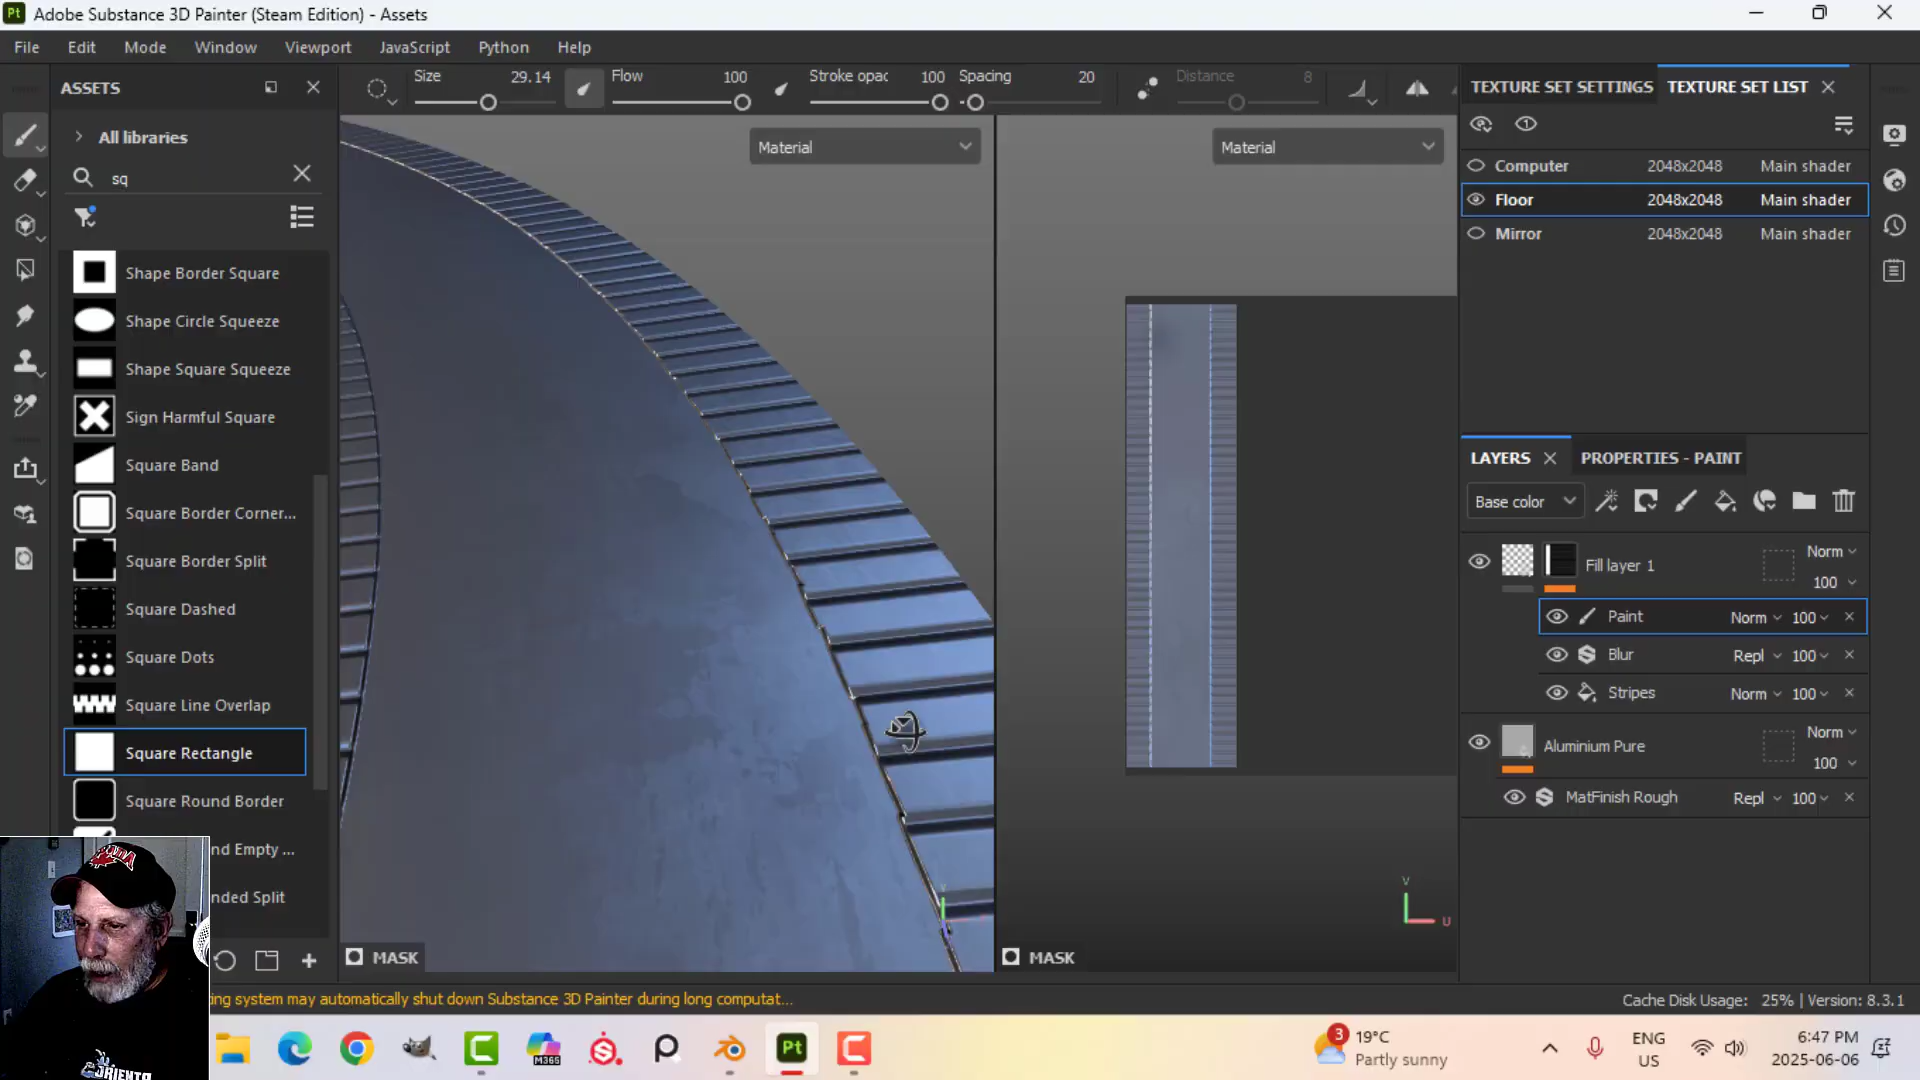 Adobe Substance 3D Painter (Steam Edition) - Assets
File Edit Mode Window Viewport JavaScript Python Help
ASSETS
Size 29.14 Flow 100 Stroke opac 100 Spacing 20 Distance 8
All libraries
sq
Shape Border Square
Shape Circle Squeeze
Shape Square Squeeze
Sign Harmful Square
Square Band
Square Border Corner...
Square Border Split
Square Dashed
Square Dots
Square Line Overlap
Square Rectangle
Square Round Border
nd Empty ...
nded Split
Material
MASK
Material
V
U
MASK
TEXTURE SET SETTINGS TEXTURE SET LIST
Computer 2048x2048 Main shader
Floor 2048x2048 Main shader
Mirror 2048x2048 Main shader
LAYERS PROPERTIES - PAINT
Base color
Fill layer 1 Norm 100
Paint Norm 100
Blur Repl 100
Stripes Norm 100
Aluminium Pure Norm 100
MatFinish Rough Repl 100
ing system may automatically shut down Substance 3D Painter during long computat...
Cache Disk Usage: 25% | Version: 8.3.1
M365
Pt
3
19°C
Partly sunny
ENG
US
6:47 PM
2025-06-06